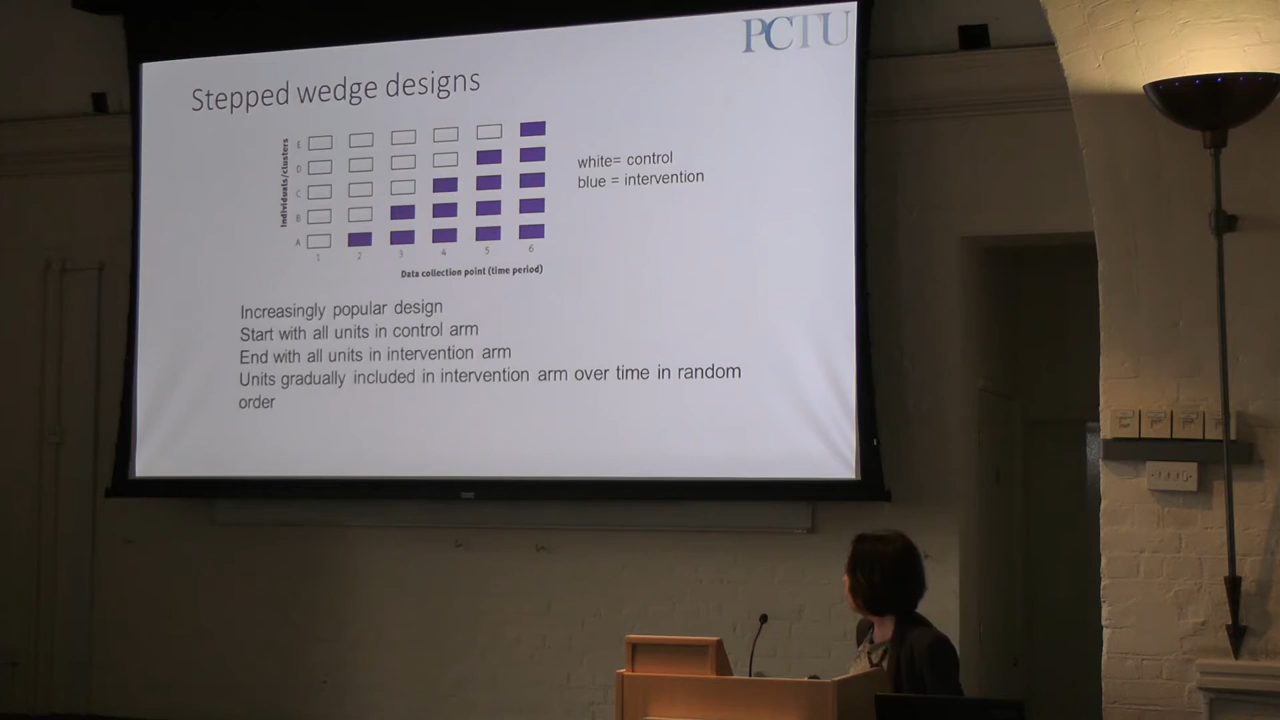 PCTU
Stepped wedge designs
Individuals/clusters
E
D
C
B
A
1 2 3 4 5 6
Data collection point (time period)
white= control
blue = intervention
Increasingly popular design
Start with all units in control arm
End with all units in intervention arm
Units gradually included in intervention arm over time in random
order